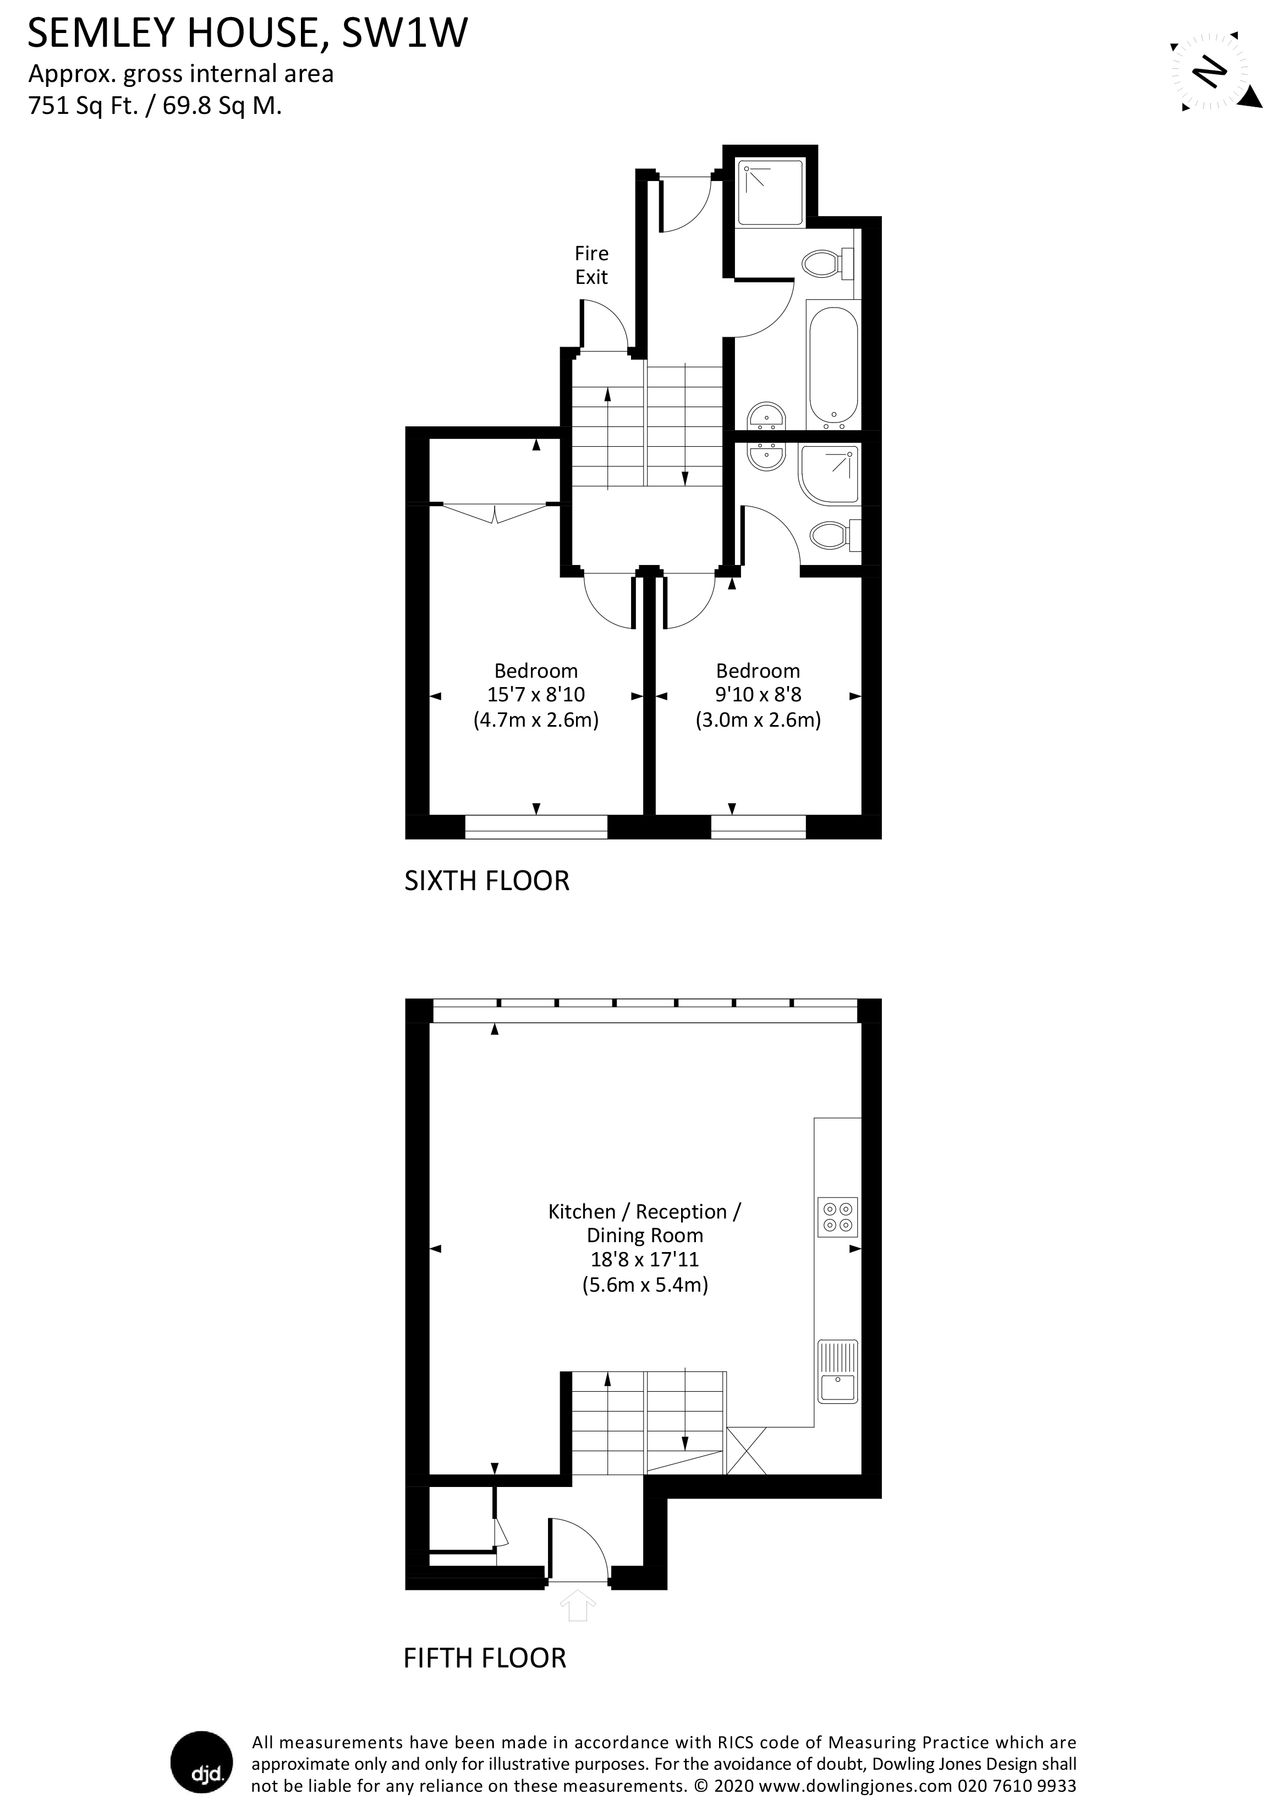 SEMLEY HOUSE, SW1W
Approx. gross internal area
751 Sq Ft. / 69.8 Sq M.
N
Fire
Exit
Bedroom
15'7 x 8'10
(4.7m x 2.6m)
Bedroom
9'10 x 8'8
(3.0m x 2.6m)
SIXTH FLOOR
Kitchen / Reception /
Dining Room
18'8 x 17'11
(5.6m x 5.4m)
FIFTH FLOOR
djd.
All measurements have been made in accordance with RICS code of Measuring Practice which are
approximate only and only for illustrative purposes. For the avoidance of doubt, Dowling Jones Design shall
not be liable for any reliance on these measurements. © 2020 www.dowlingjones.com 020 7610 9933